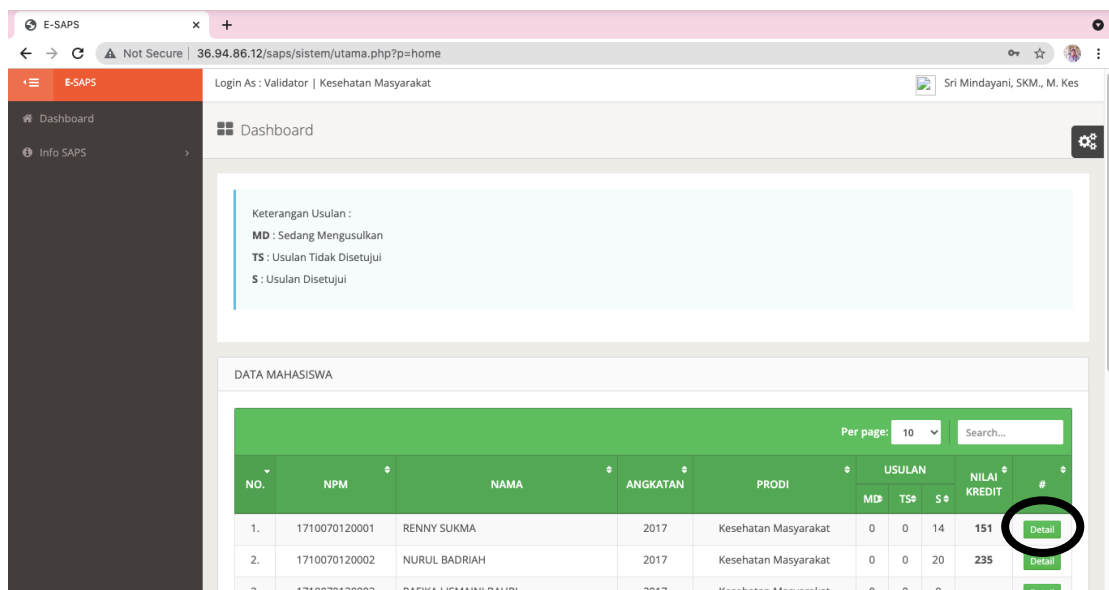 E-SAPS
Not Secure | 36.94.86.12/saps/sistem/utama.php?p=home
E-SAPS
Login As : Validator | Kesehatan Masyarakat
Sri Mindayani, SKM., M. Kes
Dashboard
Info SAPS
Dashboard
Keterangan Usulan :
MD : Sedang Mengusulkan
TS : Usulan Tidak Disetujui
S : Usulan Disetujui
DATA MAHASISWA
Per page: 10 Search...
NO. NPM NAMA ANGKATAN PRODI USULAN NILAI KREDIT #
MD TS S
1. 1710070120001 RENNY SUKMA 2017 Kesehatan Masyarakat 0 0 14 151 Detail
2. 1710070120002 NURUL BADRIAH 2017 Kesehatan Masyarakat 0 0 20 235 Detail